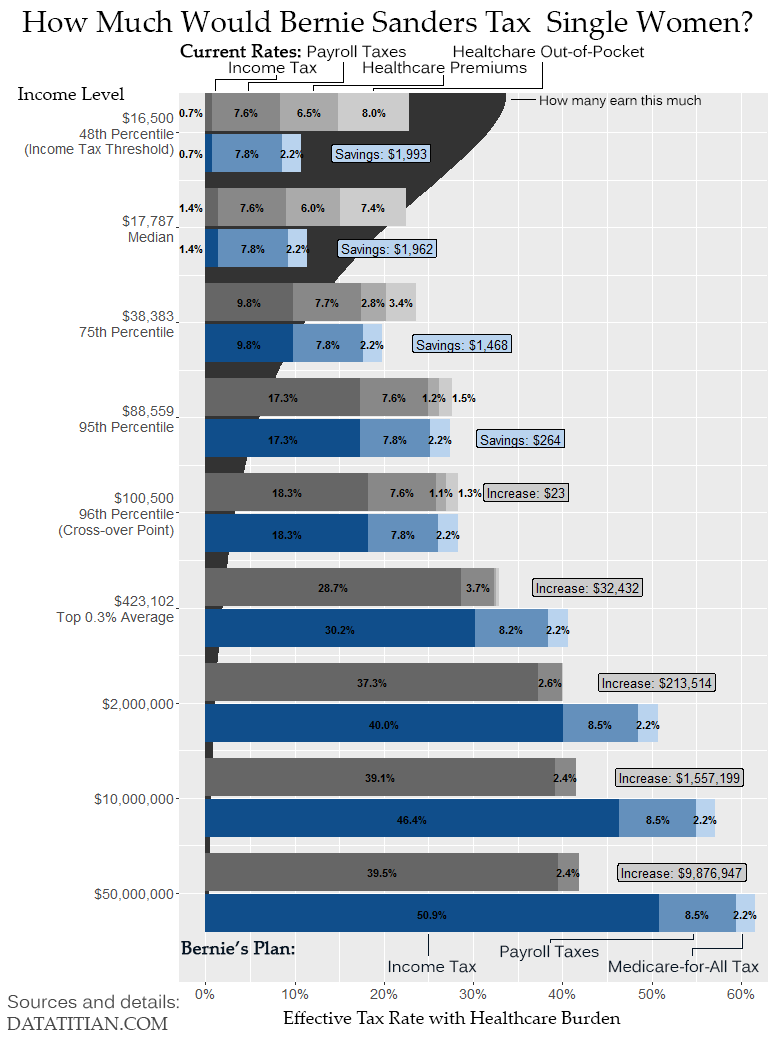 How Much Would Bernie Sanders Tax Single Women?
Current Rates: Payroll Taxes Healtchare Out-of-Pocket
Income Tax Healthcare Premiums
Income Level
How many earn this much
$16,500
48th Percentile
(Income Tax Threshold)
0.7% 7.6% 6.5% 8.0%
0.7% 7.8% 2.2% Savings: $1,993
$17,787
Median
1.4% 7.6% 6.0% 7.4%
1.4% 7.8% 2.2% Savings: $1,962
$38,383
75th Percentile
9.8% 7.7% 2.8% 3.4%
9.8% 7.8% 2.2% Savings: $1,468
$88,559
95th Percentile
17.3% 7.6% 1.2% 1.5%
17.3% 7.8% 2.2% Savings: $264
$100,500
96th Percentile
(Cross-over Point)
18.3% 7.6% 1.1% 1.3% Increase: $23
18.3% 7.8% 2.2%
$423,102
Top 0.3% Average
28.7% 3.7% Increase: $32,432
30.2% 8.2% 2.2%
$2,000,000
37.3% 2.6% Increase: $213,514
40.0% 8.5% 2.2%
$10,000,000
39.1% 2.4% Increase: $1,557,199
46.4% 8.5% 2.2%
$50,000,000
39.5% 2.4% Increase: $9,876,947
50.9% 8.5% 2.2%
Bernie's Plan:
Payroll Taxes
Income Tax Medicare-for-All Tax
0% 10% 20% 30% 40% 50% 60%
Effective Tax Rate with Healthcare Burden
Sources and details:
DATATITIAN.COM